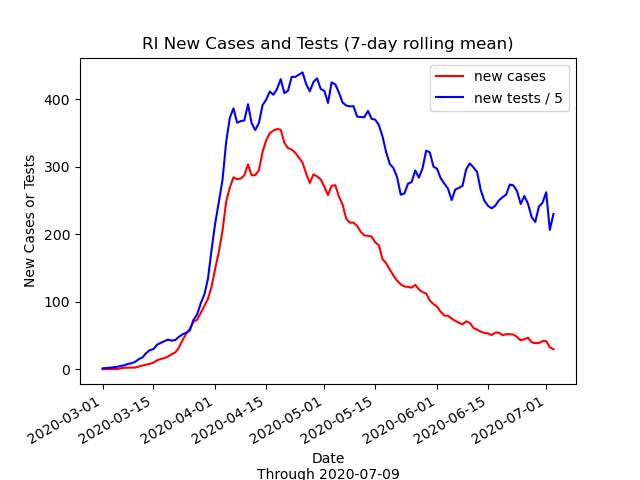 RI New Cases and Tests (7-day rolling mean)
new cases
new tests / 5
New Cases or Tests
400
300
200
100
0
2020-03-01
2020-03-15
2020-04-01
2020-04-15
2020-05-01
2020-05-15
2020-06-01
2020-06-15
2020-07-01
Date
Through 2020-07-09